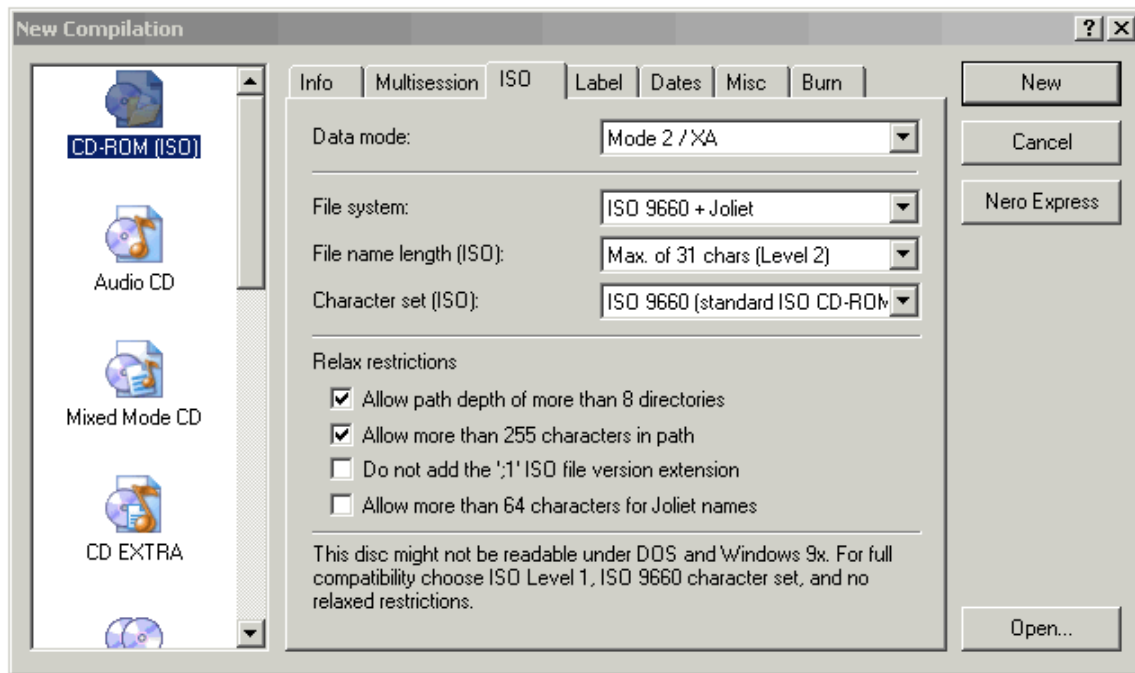 New Compilation
CD-ROM (ISO)
Audio CD
Mixed Mode CD
CD EXTRA
Info Multisession ISO Label Dates Misc Burn
Data mode: Mode 2 / XA
File system: ISO 9660 + Joliet
File name length (ISO): Max. of 31 chars (Level 2)
Character set (ISO): ISO 9660 (standard ISO CD-ROM
Relax restrictions
Allow path depth of more than 8 directories
Allow more than 255 characters in path
Do not add the ';1' ISO file version extension
Allow more than 64 characters for Joliet names
This disc might not be readable under DOS and Windows 9x. For full
compatibility choose ISO Level 1, ISO 9660 character set, and no
relaxed restrictions.
New
Cancel
Nero Express
Open...